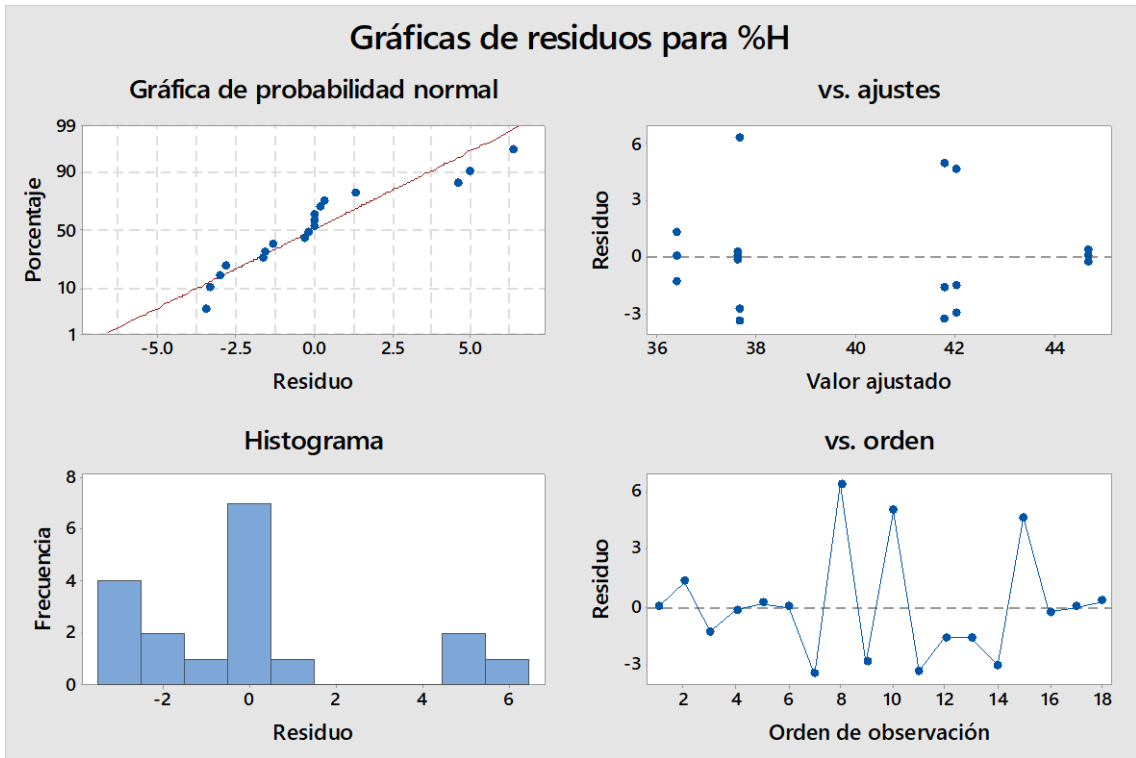 Gráficas de residuos para %H
Gráfica de probabilidad normal
99
90
50
10
1
Porcentaje
-5.0 -2.5 0.0 2.5 5.0
Residuo
vs. ajustes
6
3
0
-3
Residuo
36 38 40 42 44
Valor ajustado
Histograma
8
6
4
2
0
Frecuencia
-2 0 2 4 6
Residuo
vs. orden
6
3
0
-3
Residuo
2 4 6 8 10 12 14 16 18
Orden de observación